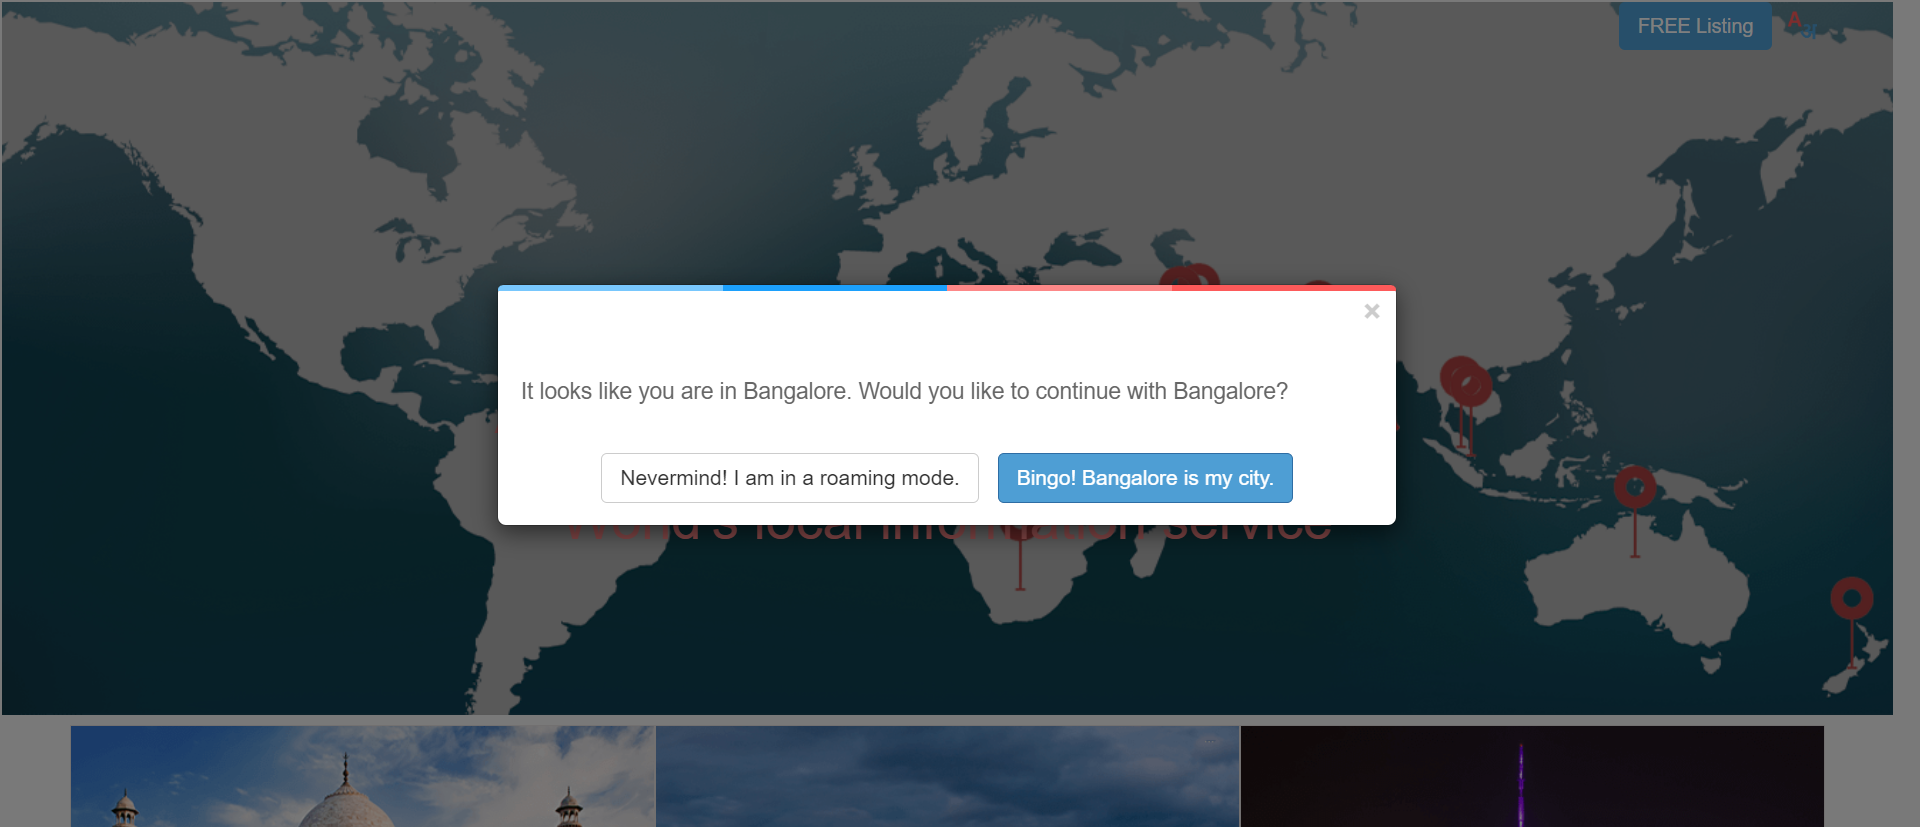 FREE Listing
A
×
It looks like you are in Bangalore. Would you like to continue with Bangalore?
Nevermind! I am in a roaming mode.
Bingo! Bangalore is my city.
World's local information service